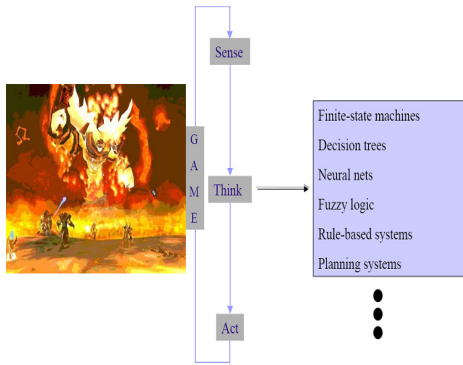 Sense
G
A
M
E
Think
Act
Finite-state machines
Decision trees
Neural nets
Fuzzy logic
Rule-based systems
Planning systems